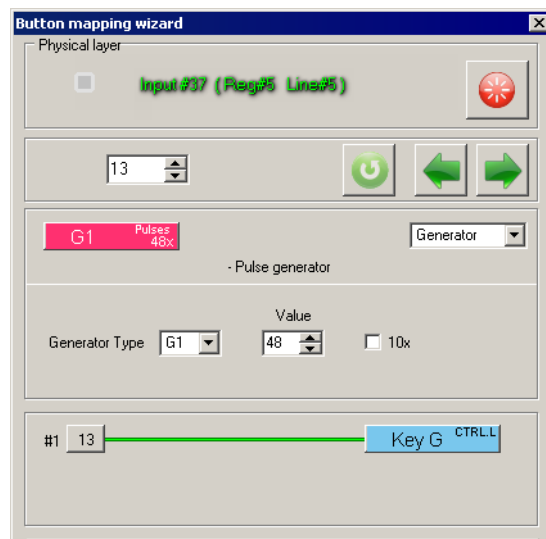 Button mapping wizard
Physical layer
Input#37 (Reg#5 Line#5)
13
G1 Pulses 48x
Generator
- Pulse generator
Value
Generator Type G1 48 10x
#1 13 Key G CTRL.L